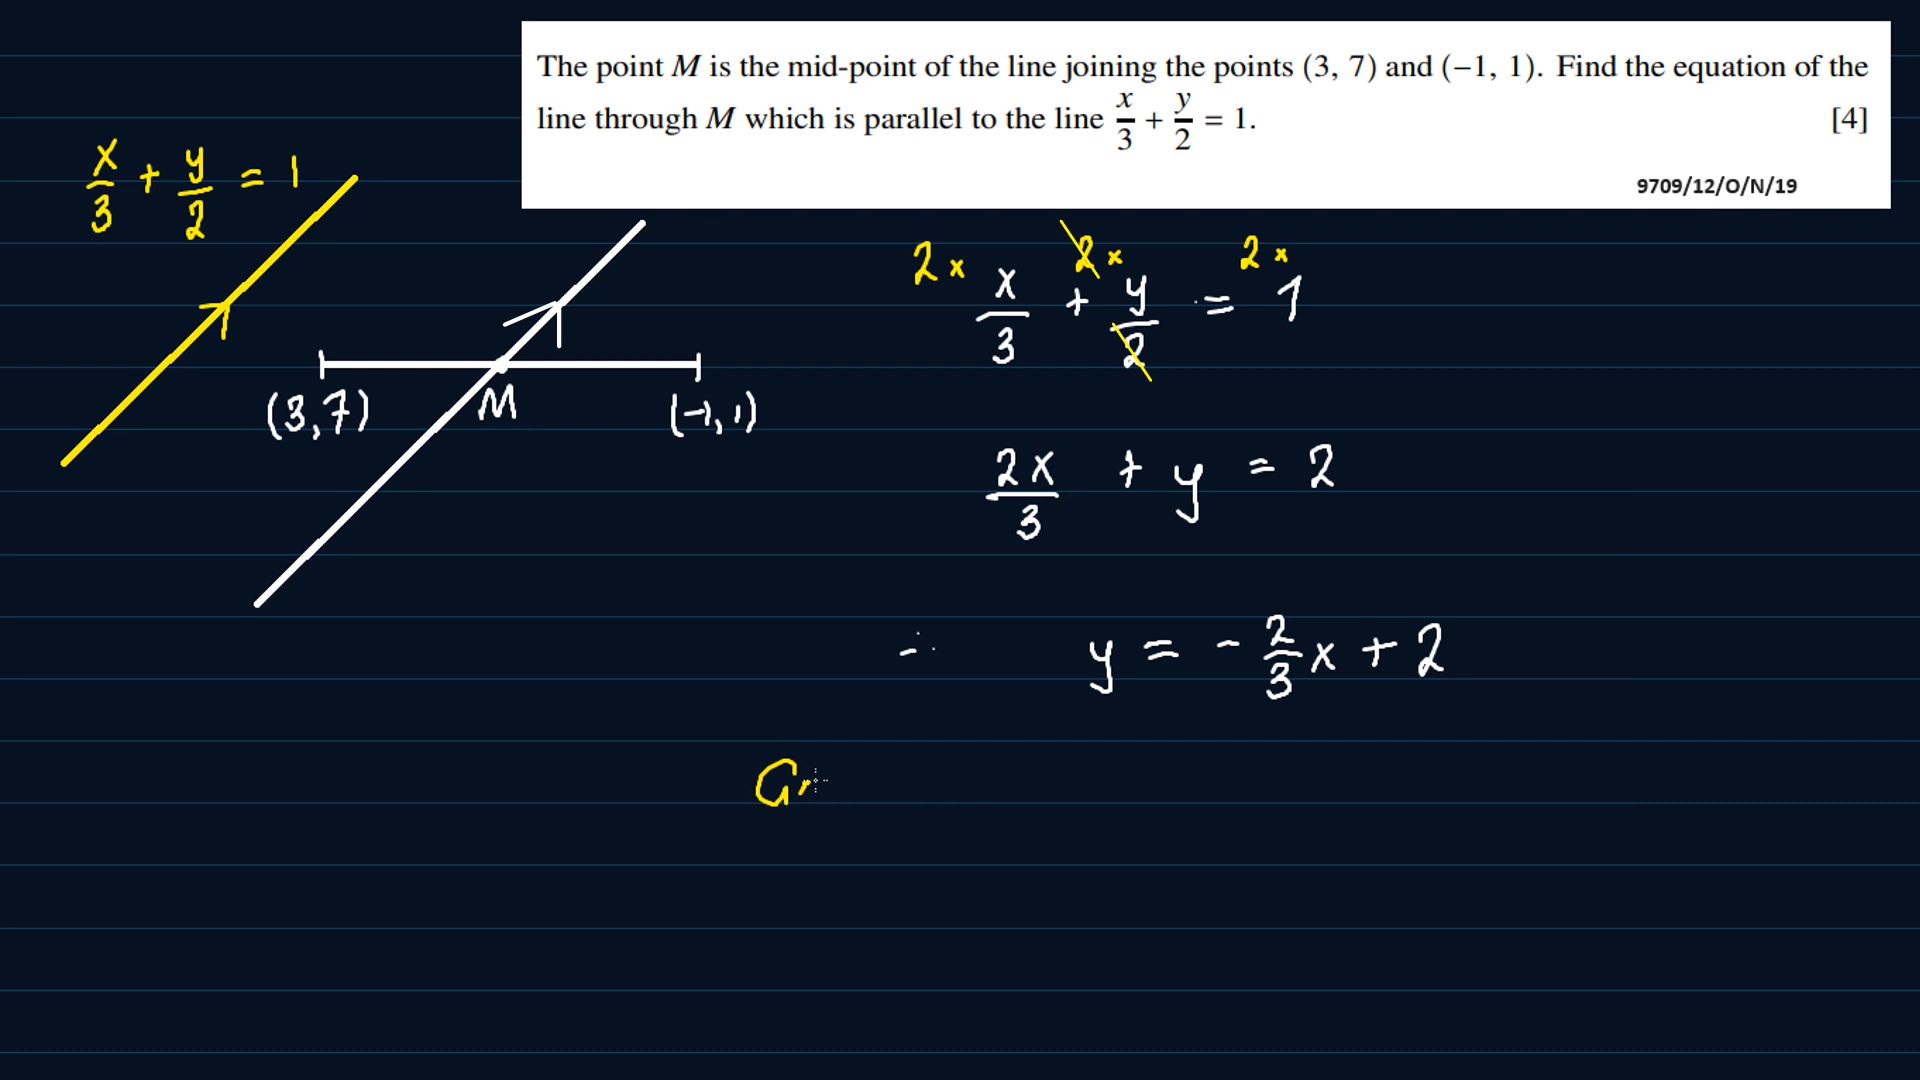 The point M is the mid-point of the line joining the points (3, 7) and (−1, 1). Find the equation of the
line through M which is parallel to the line x/3 + y/2 = 1. [4]
9709/12/O/N/19
x/3 + y/2 = 1
(3,7) M (-1, 1)
2 × x/3 + 2 × y/2 = 2 × 1
2x/3 + y = 2
∴ y = - 2/3 x + 2
Gr